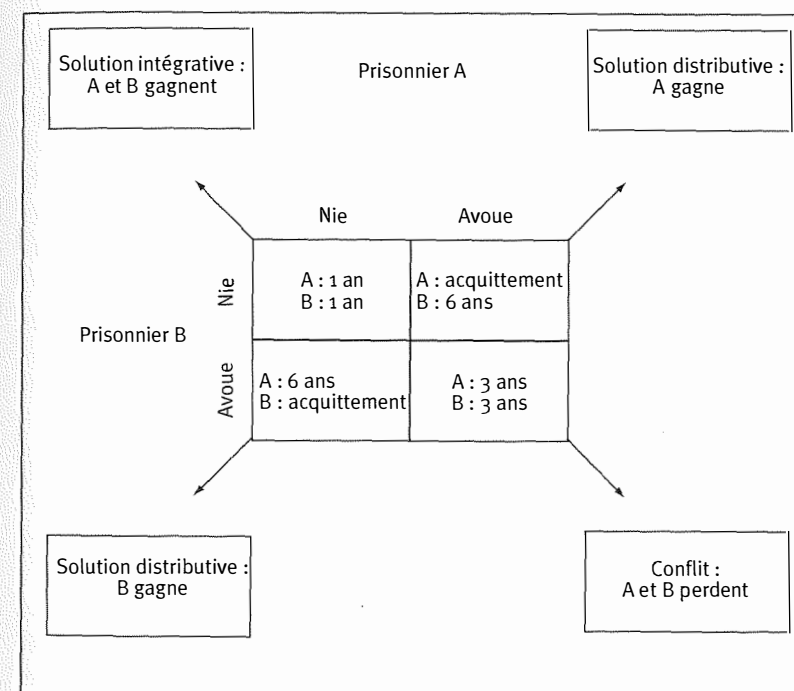 Solution intégrative :
A et B gagnent
Prisonnier A
Solution distributive :
A gagne
Nie
Avoue
Nie
A : 1 an
B : 1 an
A : acquittement
B : 6 ans
Prisonnier B
Avoue
A : 6 ans
B : acquittement
A : 3 ans
B : 3 ans
Solution distributive :
B gagne
Conflit :
A et B perdent